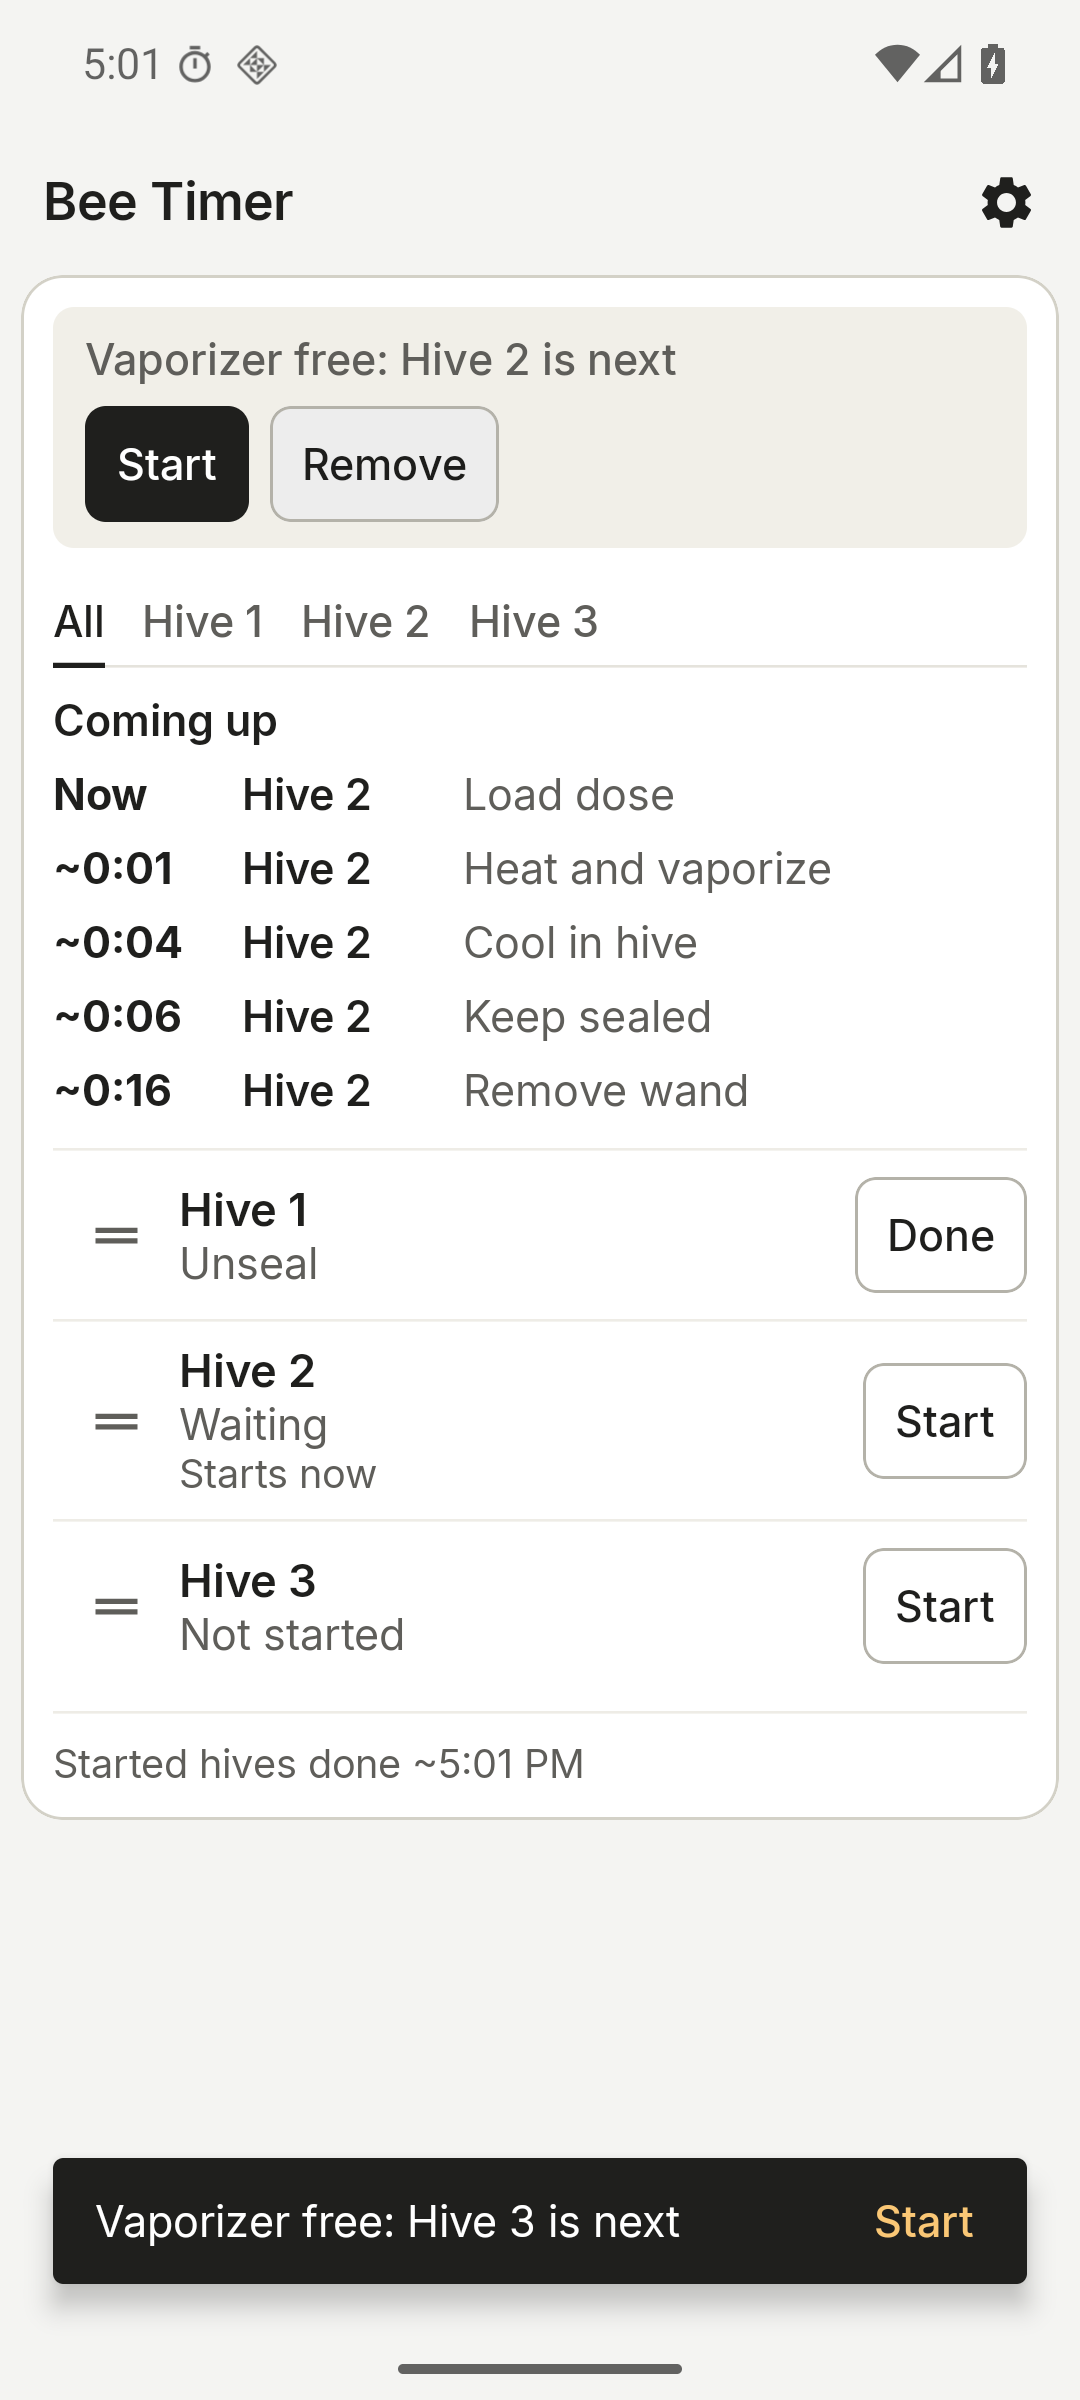 5:01
Bee Timer
Vaporizer free: Hive 2 is next
Start Remove
All Hive 1 Hive 2 Hive 3
Coming up
Now Hive 2 Load dose
~0:01 Hive 2 Heat and vaporize
~0:04 Hive 2 Cool in hive
~0:06 Hive 2 Keep sealed
~0:16 Hive 2 Remove wand
Hive 1
Unseal
Done
Hive 2
Waiting
Starts now
Start
Hive 3
Not started
Start
Started hives done ~5:01 PM
Vaporizer free: Hive 3 is next Start